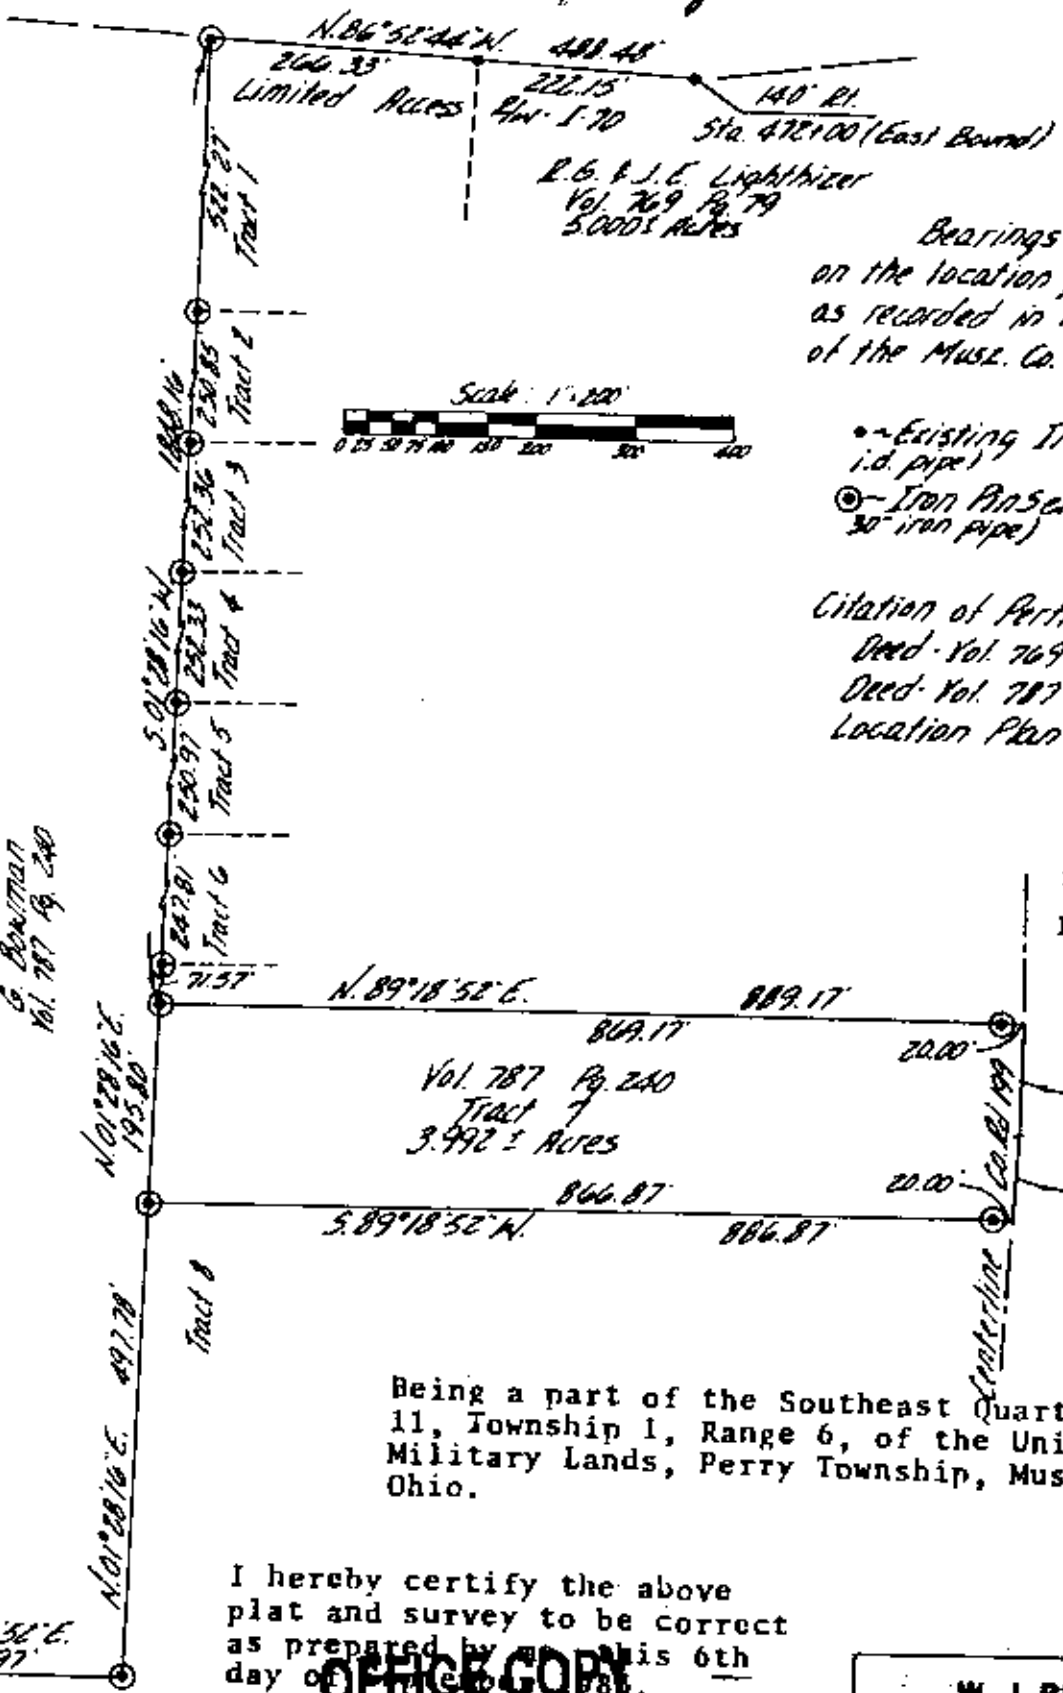 N. 86° 52' 44" W. 488.48'
266.33'
222.15'
Limited Access R/W- I-70
140' Rt.
Sta. 472+00 (East Bound)
R.G. & J.E. Lighthizer
Vol. 769 Pg. 79
5.000± Acres
Bearings
on the location
as recorded in
of the Musz. Co.
522.27'
Tract 1
250.85
Tract 2
1848.16
Scale: 1"=200'
0 25 50 75 100 150 200 300 400
252.36
Tract 3
•~Existing
i.d. pipe)
~Iron Pin Se
30" iron pipe)
S.01°28'16"W.
252.33
Tract 4
Citation of Pert
Deed-Vol. 769
Deed-Vol. 787
Location Plan
250.97
Tract 5
G. Bowman
Vol. 787 Pg. 240
247.81
Tract 6
71.57'
N. 89° 18' 52" E. 889.17'
869.17'
20.00'
N.01°28'16"E.
195.80'
Vol. 787 Pg. 240
Tract 7
3.992 ± Acres
Co. Rd 199
20.00'
866.87'
S.89°18'52"W. 886.87'
Centerline
Tract 8
N.01°28'16"E. 497.78'
Being a part of the Southeast Quart
11, Township 1, Range 6, of the Uni
Military Lands, Perry Township, Mus
Ohio.
I hereby certify the above
plat and survey to be correct
as prepared by me this 6th
day of
OFFICE COPY
52" E.
97'